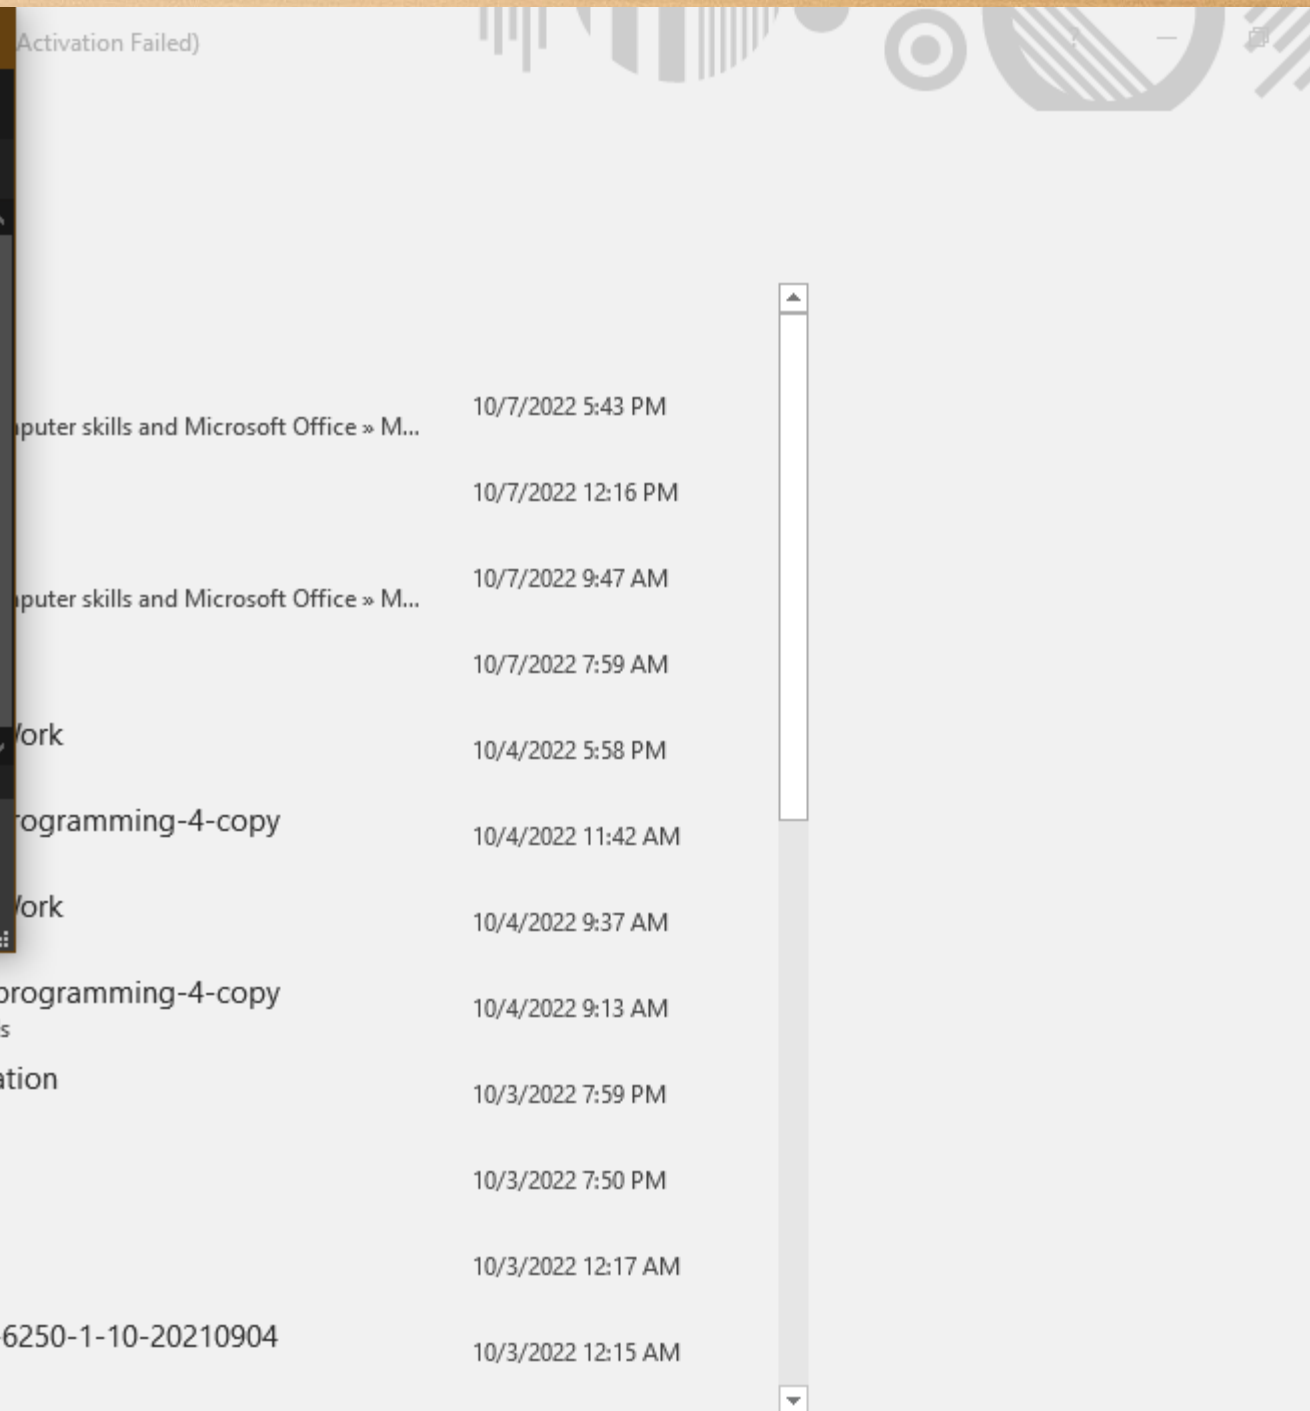 Activation Failed)
?
10/7/2022 5:43 PM
puter skills and Microsoft Office » M...
10/7/2022 12:16 PM
10/7/2022 9:47 AM
puter skills and Microsoft Office » M...
10/7/2022 7:59 AM
ork
10/4/2022 5:58 PM
rogramming-4-copy
10/4/2022 11:42 AM
ork
10/4/2022 9:37 AM
programming-4-copy
10/4/2022 9:13 AM
s
ation
10/3/2022 7:59 PM
10/3/2022 7:50 PM
10/3/2022 12:17 AM
-6250-1-10-20210904
10/3/2022 12:15 AM